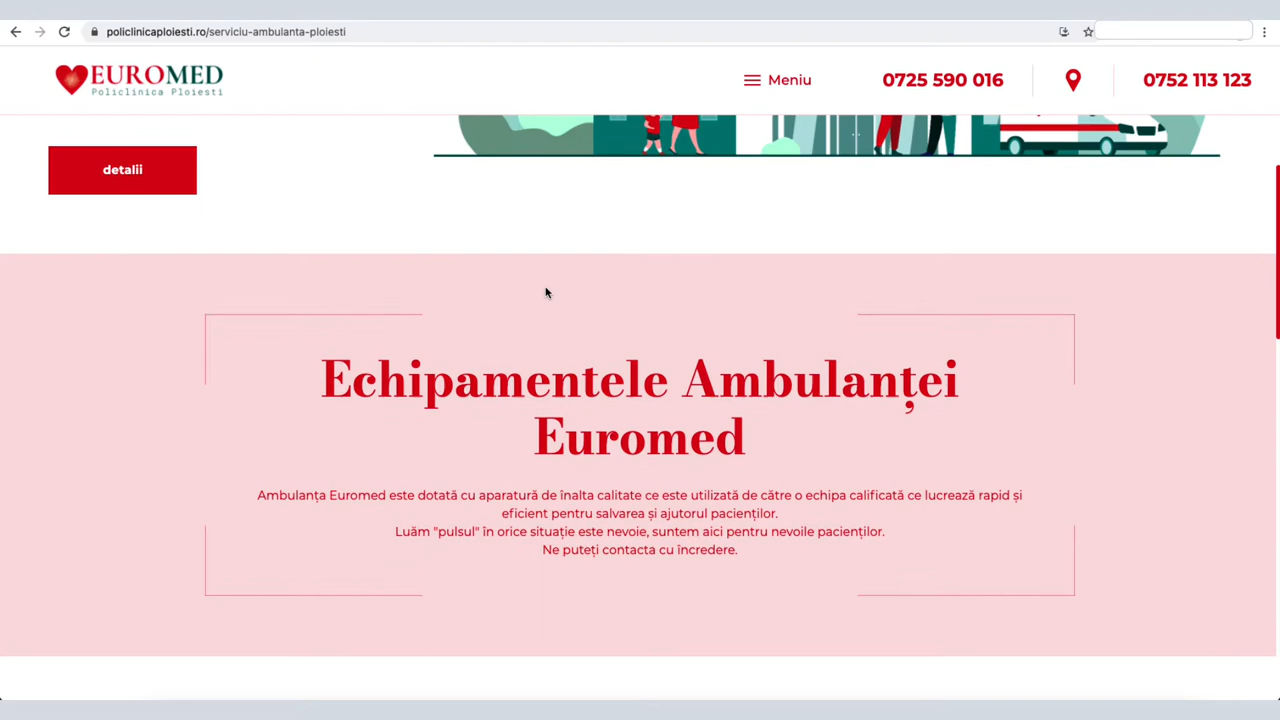 policlinicaploiesti.ro/serviciu-ambulanta-ploiesti
EUROMED
Policlinica Ploiesti
Meniu
0725 590 016
0752 113 123
detalii
Echipamentele Ambulanței
Euromed
Ambulanța Euromed este dotată cu aparatură de înalta calitate ce este utilizată de către o echipa calificată ce lucrează rapid și
eficient pentru salvarea și ajutorul pacienților.
Luăm "pulsul" în orice situație este nevoie, suntem aici pentru nevoile pacienților.
Ne puteți contacta cu încredere.